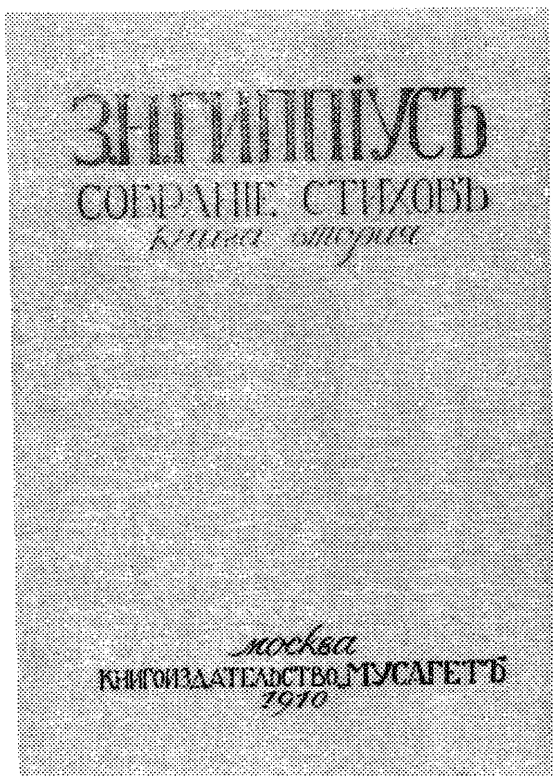 З.Н.ГИППІУСЪ
СОБРАНІЕ СТИХОВЪ
книга вторая
москва
КНИГОИЗДАТЕЛЬСТВО МУСАГЕТЪ
1910